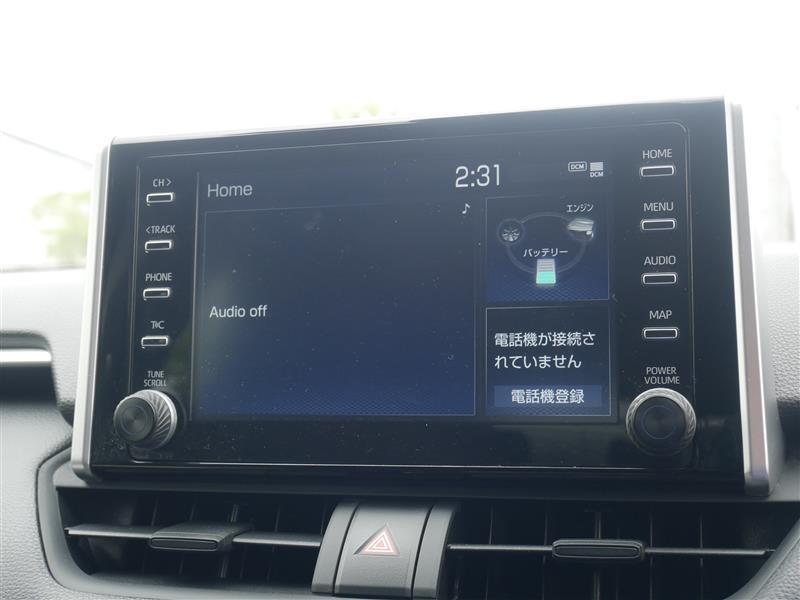 CH >
< TRACK
PHONE
T C
TUNE
SCROLL
Home
2:31
DCM
DCM
エンジン
バッテリー
Audio off
電話機が接続さ
れていません
電話機登録
HOME
MENU
AUDIO
MAP
POWER
VOLUME